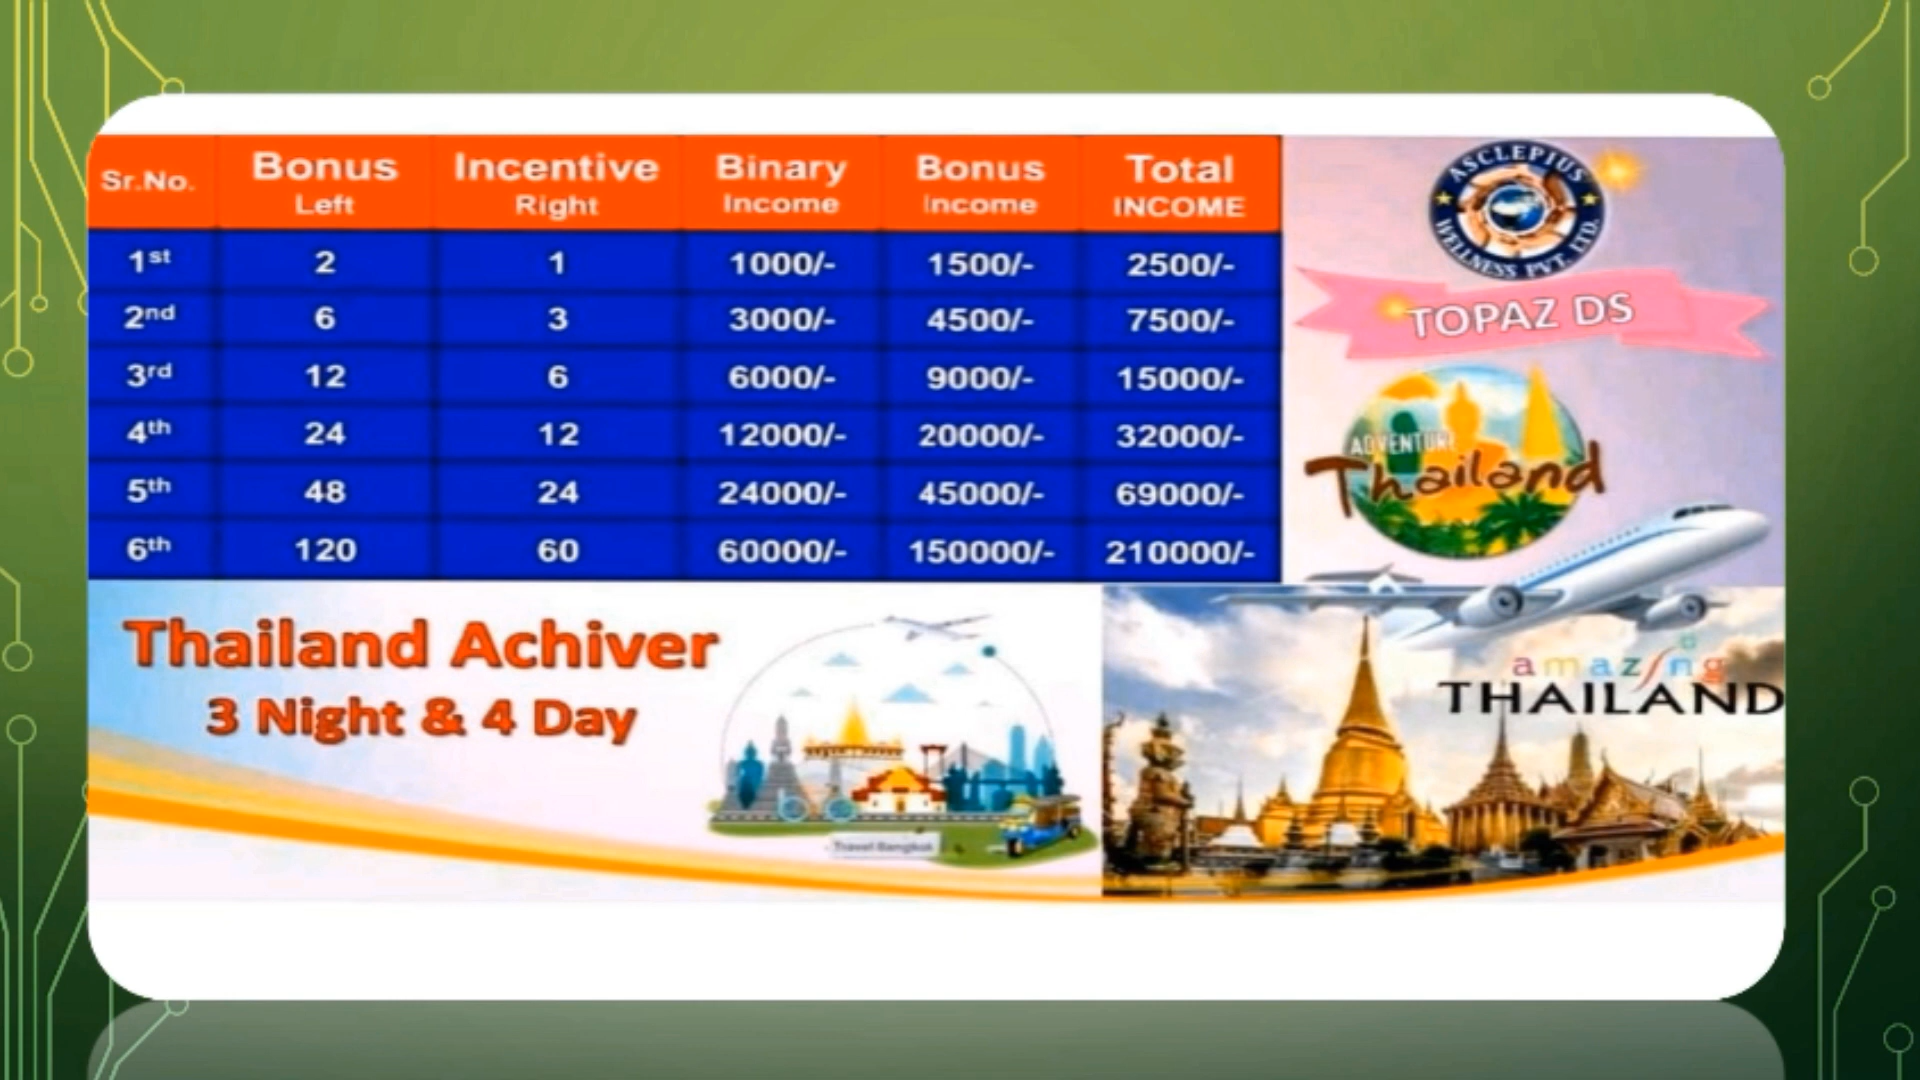 Sr.No. Bonus Left Incentive Right Binary Income Bonus Income Total INCOME
1st 2 1 1000/- 1500/- 2500/-
2nd 6 3 3000/- 4500/- 7500/-
3rd 12 6 6000/- 9000/- 15000/-
4th 24 12 12000/- 20000/- 32000/-
5th 48 24 24000/- 45000/- 69000/-
6th 120 60 60000/- 150000/- 210000/-
ASCLEPIUS
WELLNESS PVT. LTD.
TOPAZ DS
ADVENTURE
Thailand
Thailand Achiver
3 Night & 4 Day
Travel Bangkok
amazing
THAILAND